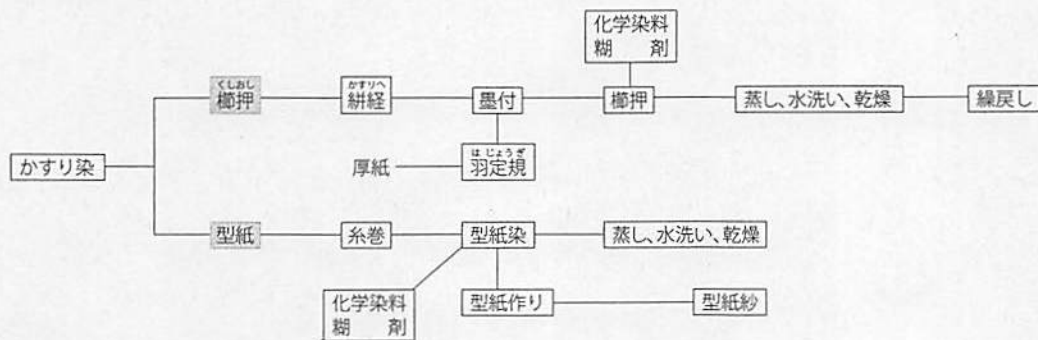 化学染料
糊 剤
くしおし
櫛押
かすりへ
絣経
墨付
櫛押
蒸し、水洗い、乾燥
繰戻し
かすり染
厚紙
は じょうぎ
羽定規
型紙
糸巻
型紙染
蒸し、水洗い、乾燥
化学染料
糊 剤
型紙作り
型紙紗